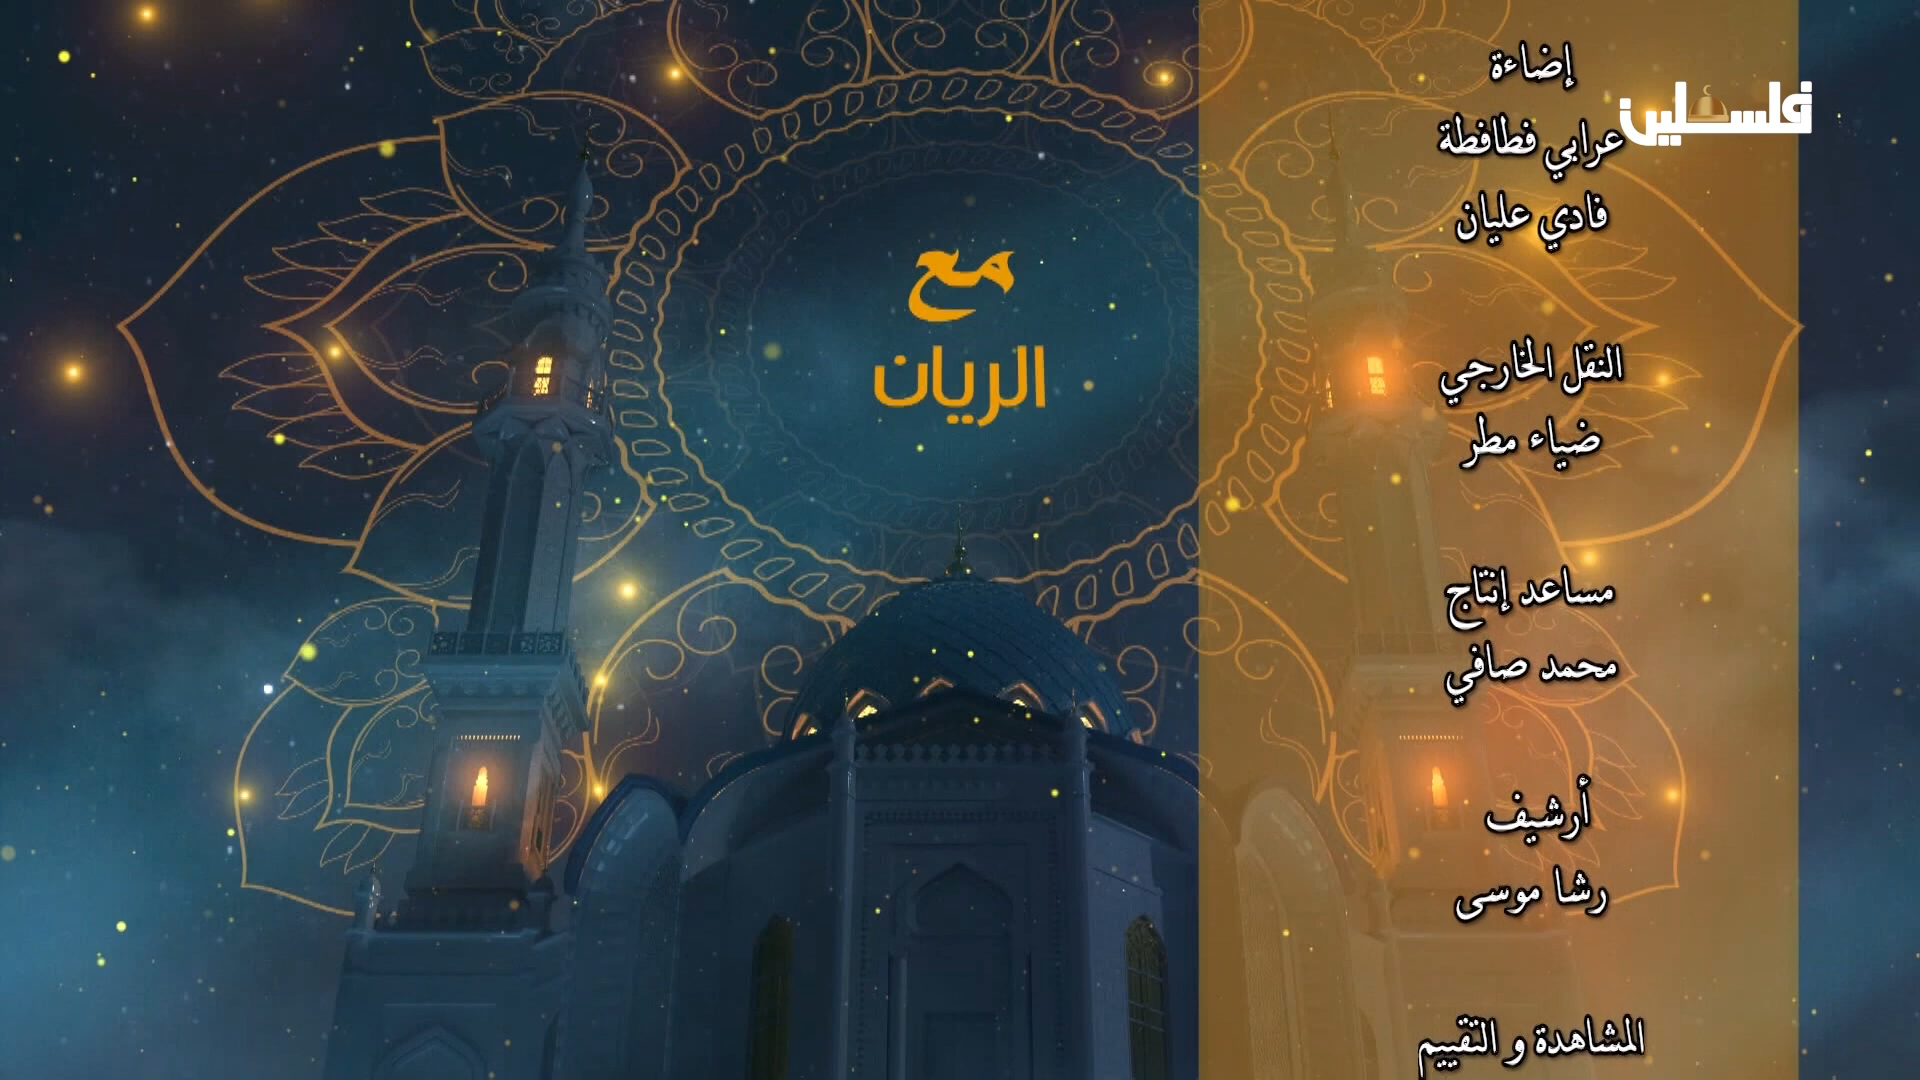 فلسطين
مع
الريان
إضاءة
عرابي فطافطة
فادي عليان
النقل الخارجي
ضياء مطر
مساعد إنتاج
محمد صافي
أرشيف
رشا موسى
المشاهدة و التقييم